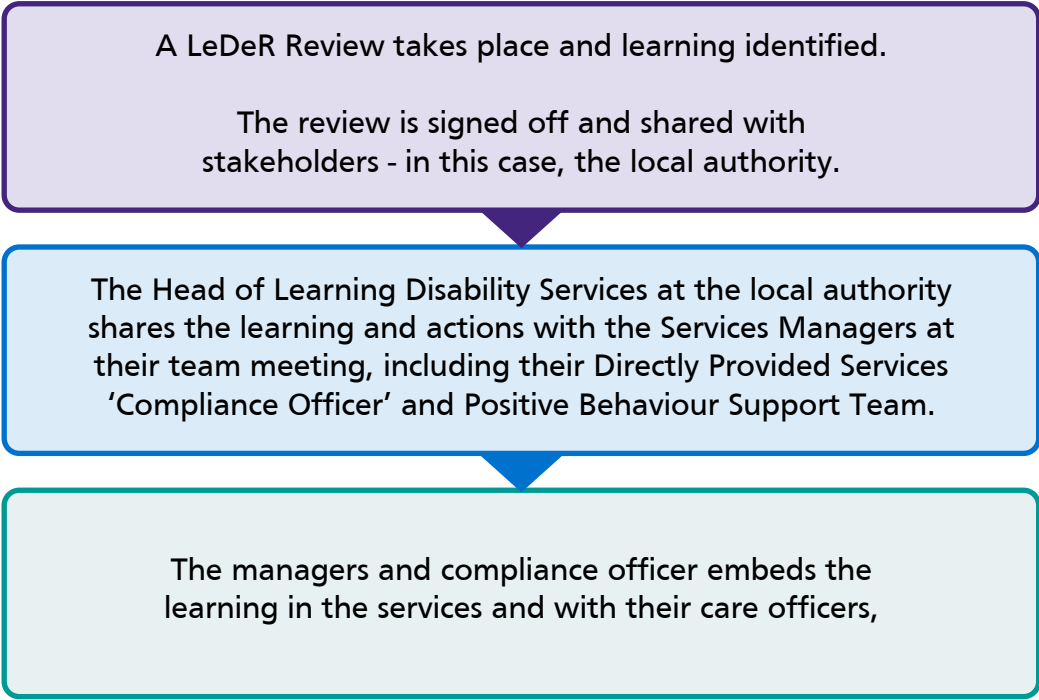 A LeDeR Review takes place and learning identified.
The review is signed off and shared with
stakeholders - in this case, the local authority.
The Head of Learning Disability Services at the local authority
shares the learning and actions with the Services Managers at
their team meeting, including their Directly Provided Services
‘Compliance Officer’ and Positive Behaviour Support Team.
The managers and compliance officer embeds the
learning in the services and with their care officers,